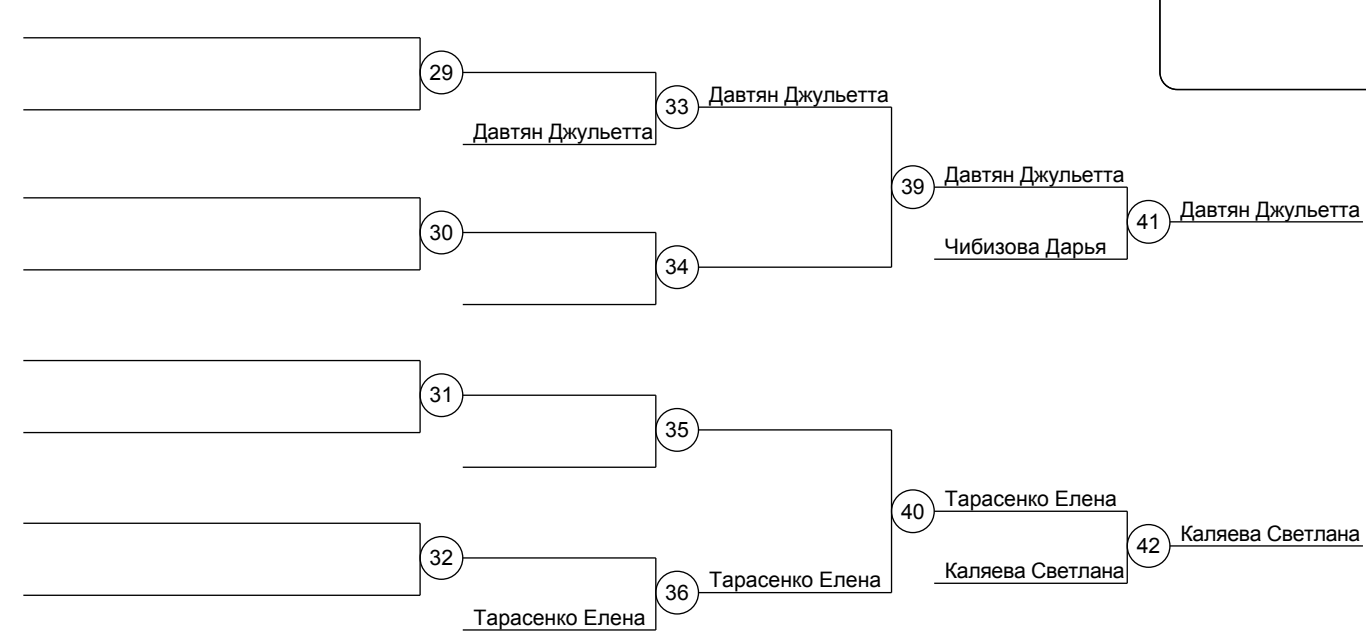 29
33
Давтян Джульетта
Давтян Джульетта
39
Давтян Джульетта
41
Давтян Джульетта
30
34
Чибизова Дарья
31
35
40
Тарасенко Елена
42
Каляева Светлана
32
36
Тарасенко Елена
Каляева Светлана
Тарасенко Елена